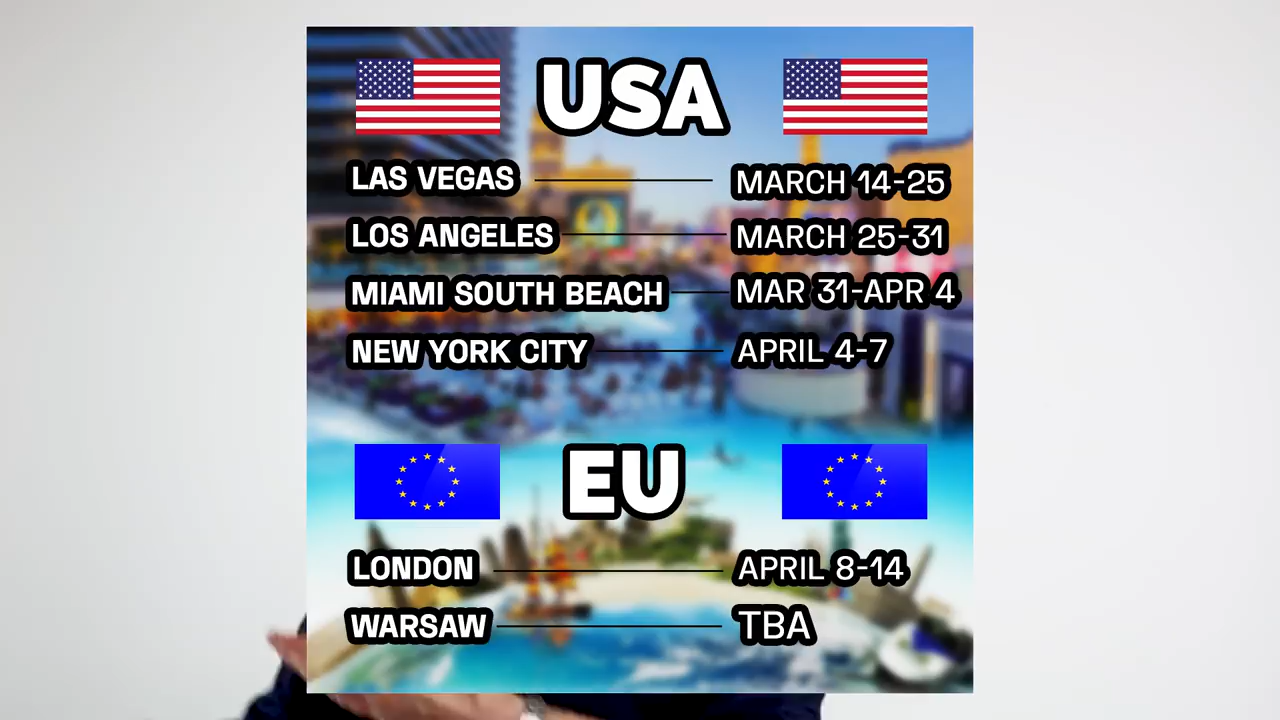 USA
LAS VEGAS MARCH 14-25
LOS ANGELES MARCH 25-31
MIAMI SOUTH BEACH MAR 31-APR 4
NEW YORK CITY APRIL 4-7
EU
LONDON APRIL 8-14
WARSAW TBA